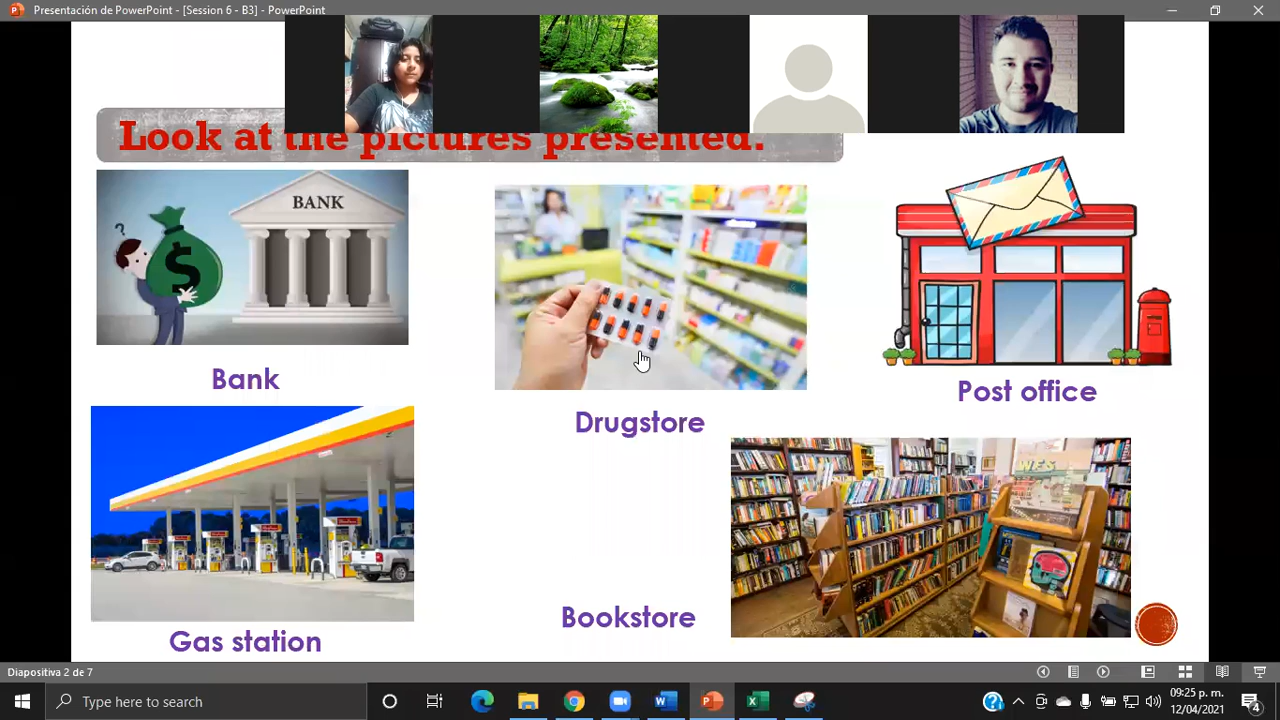 Presentación de PowerPoint - [Session 6 - B3] - PowerPoint
Look at the pictures presented.
BANK
?
$
Bank
Drugstore
Post office
Gas station
Bookstore
Diapositiva 2 de 7
Type here to search
09:25 p. m.
12/04/2021
4